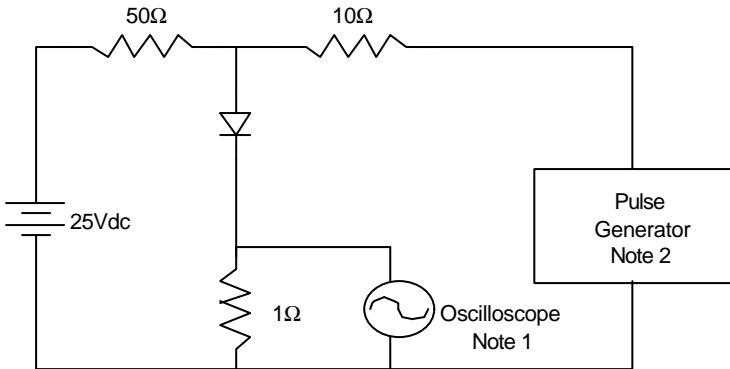 50Ω
10Ω
25Vdc
Pulse
Generator
Note 2
1Ω
Oscilloscope
Note 1